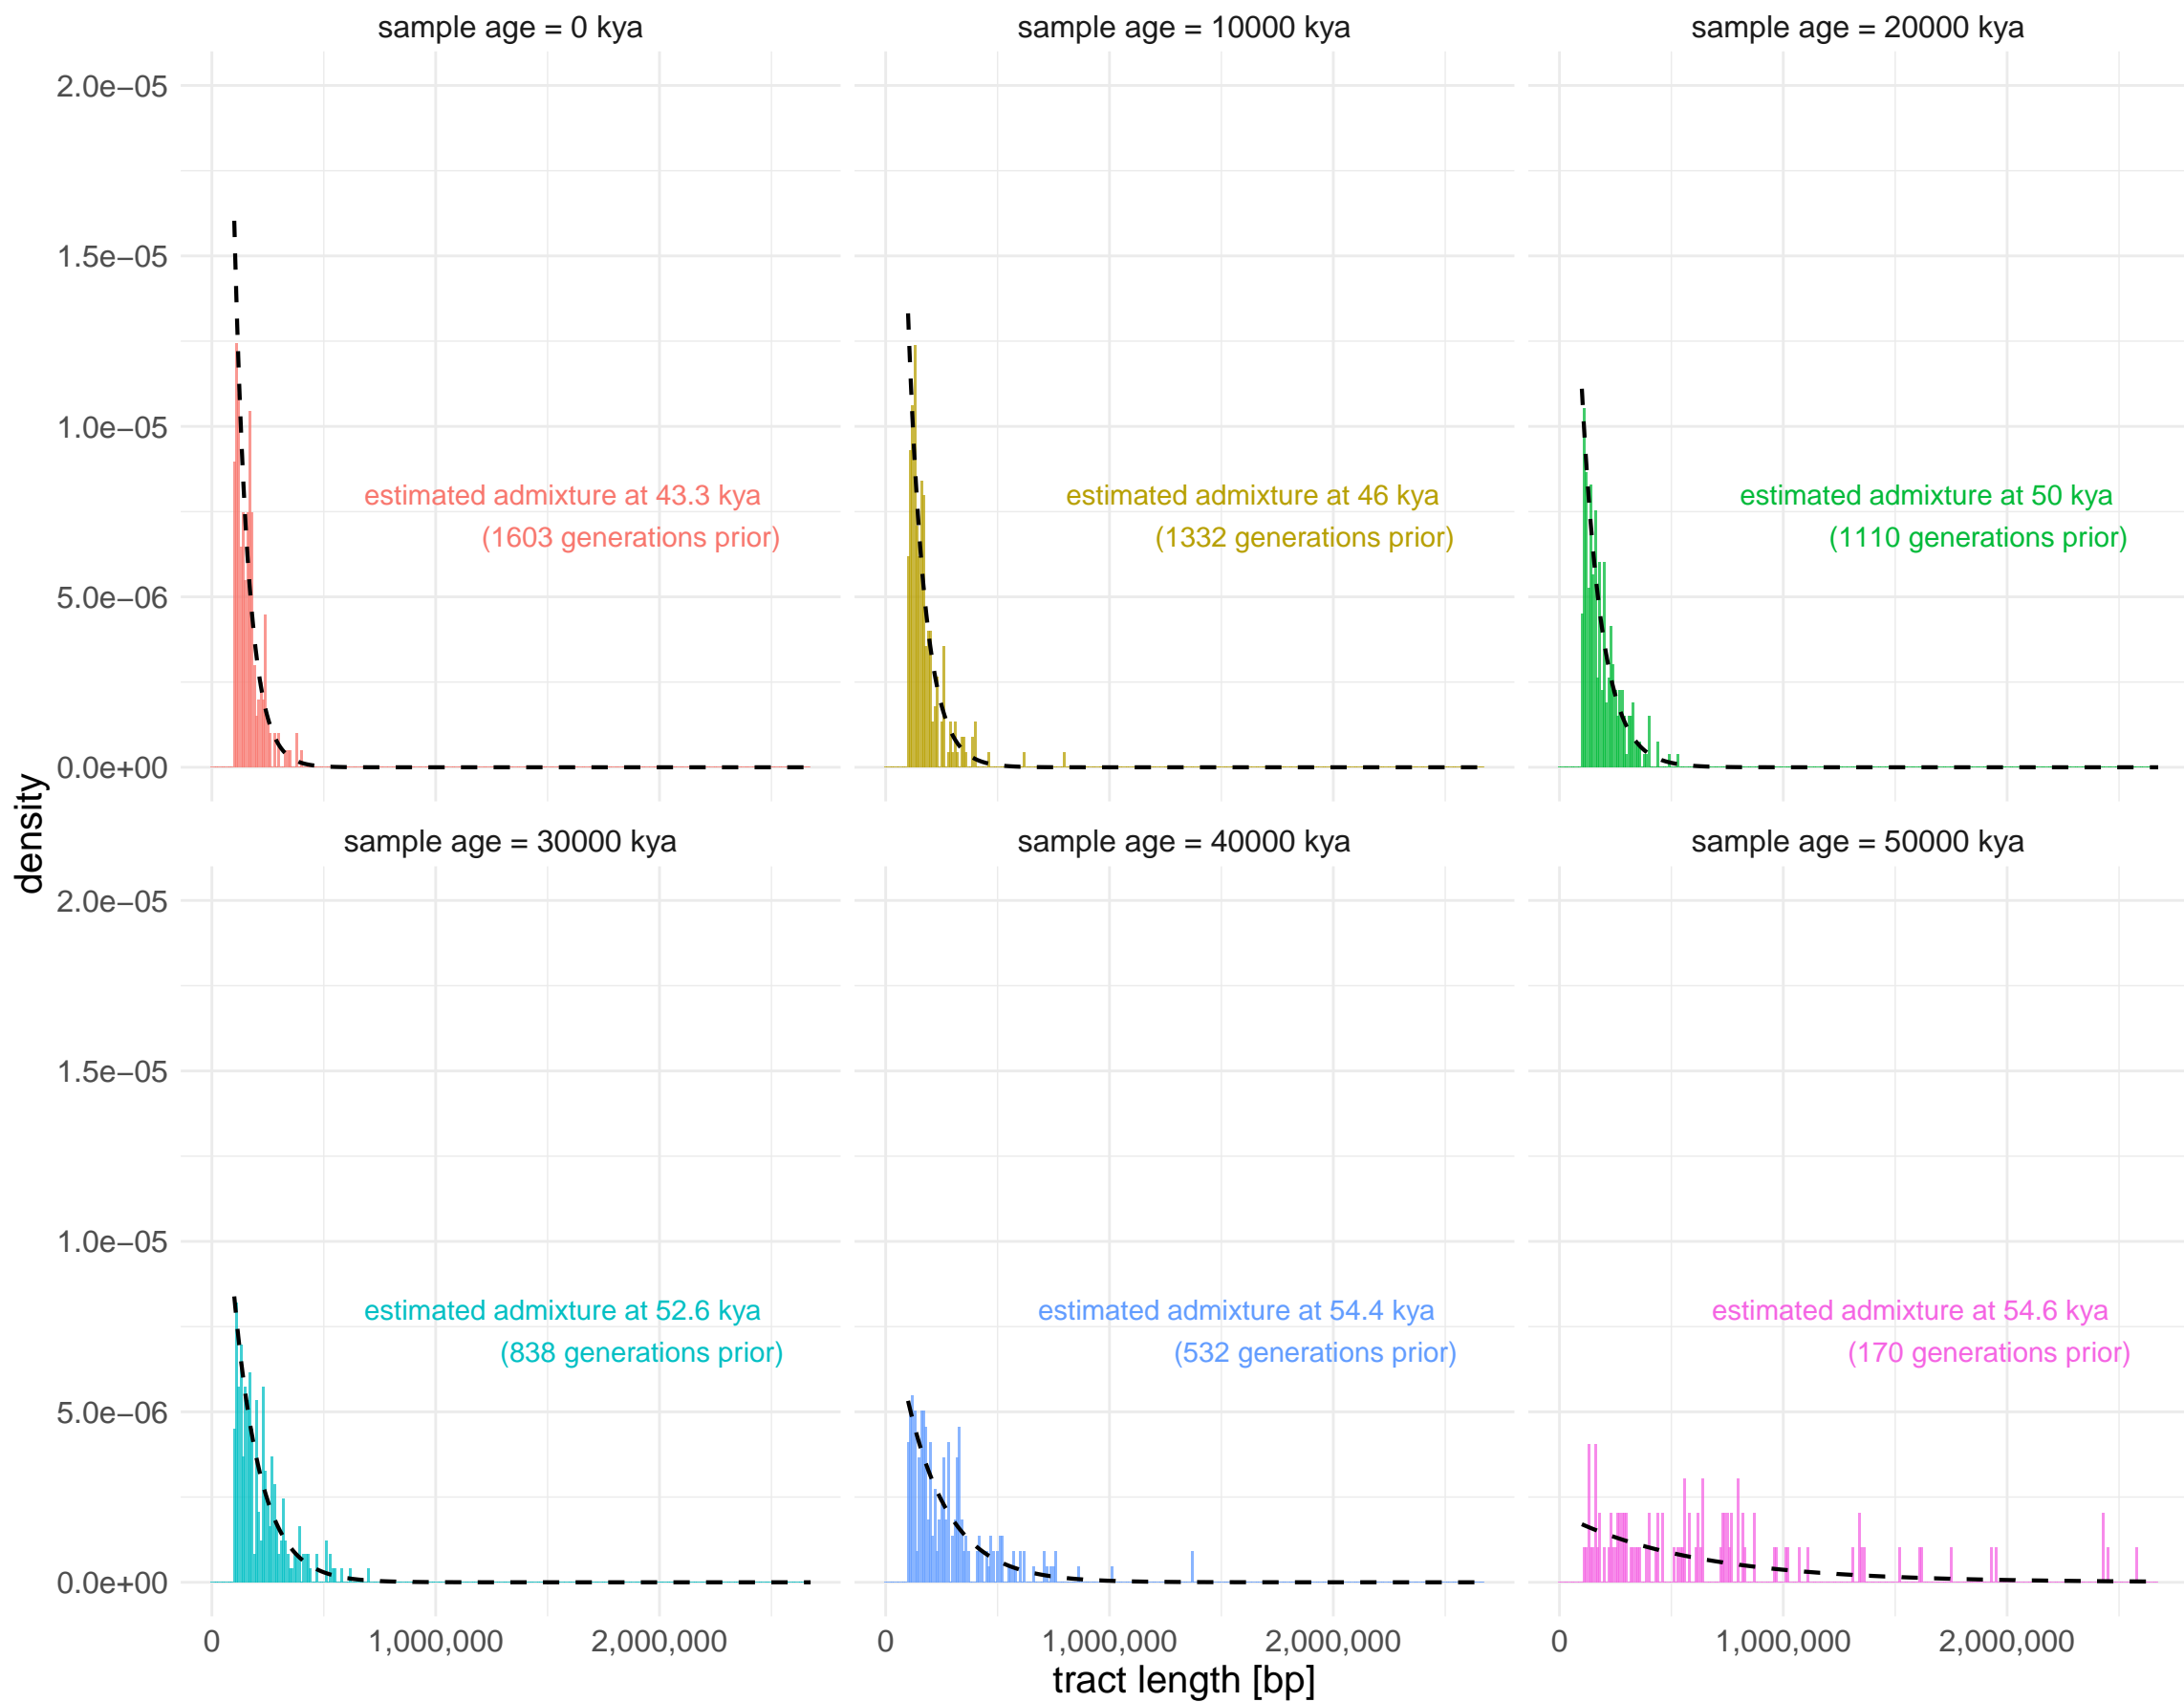 sample age = 0 kya
sample age = 10000 kya
sample age = 20000 kya
2.0e−05
1.5e−05
1.0e−05
5.0e−06
0.0e+00
estimated admixture at 43.3 kya
(1603 generations prior)
estimated admixture at 46 kya
(1332 generations prior)
estimated admixture at 50 kya
(1110 generations prior)
density
sample age = 30000 kya
sample age = 40000 kya
sample age = 50000 kya
2.0e−05
1.5e−05
1.0e−05
5.0e−06
0.0e+00
estimated admixture at 52.6 kya
(838 generations prior)
estimated admixture at 54.4 kya
(532 generations prior)
estimated admixture at 54.6 kya
(170 generations prior)
0 1,000,000 2,000,000
0 1,000,000 2,000,000
0 1,000,000 2,000,000
tract length [bp]